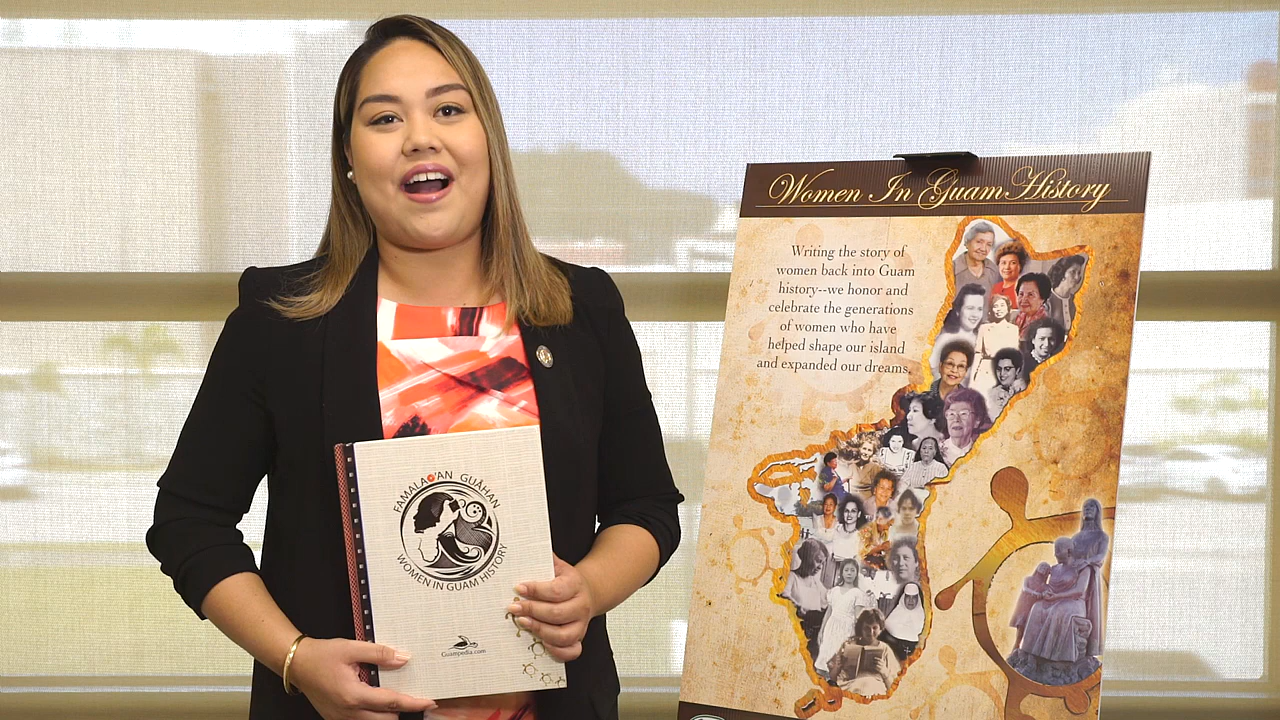 Women In Guam History
Writing the story of
women back into Guam
history--we honor and
celebrate the generations
of women who have
helped shape our island
and expanded our dreams.
FAMALAO'AN GUÅHAN
WOMEN IN GUAM HISTORY
Guampedia.com